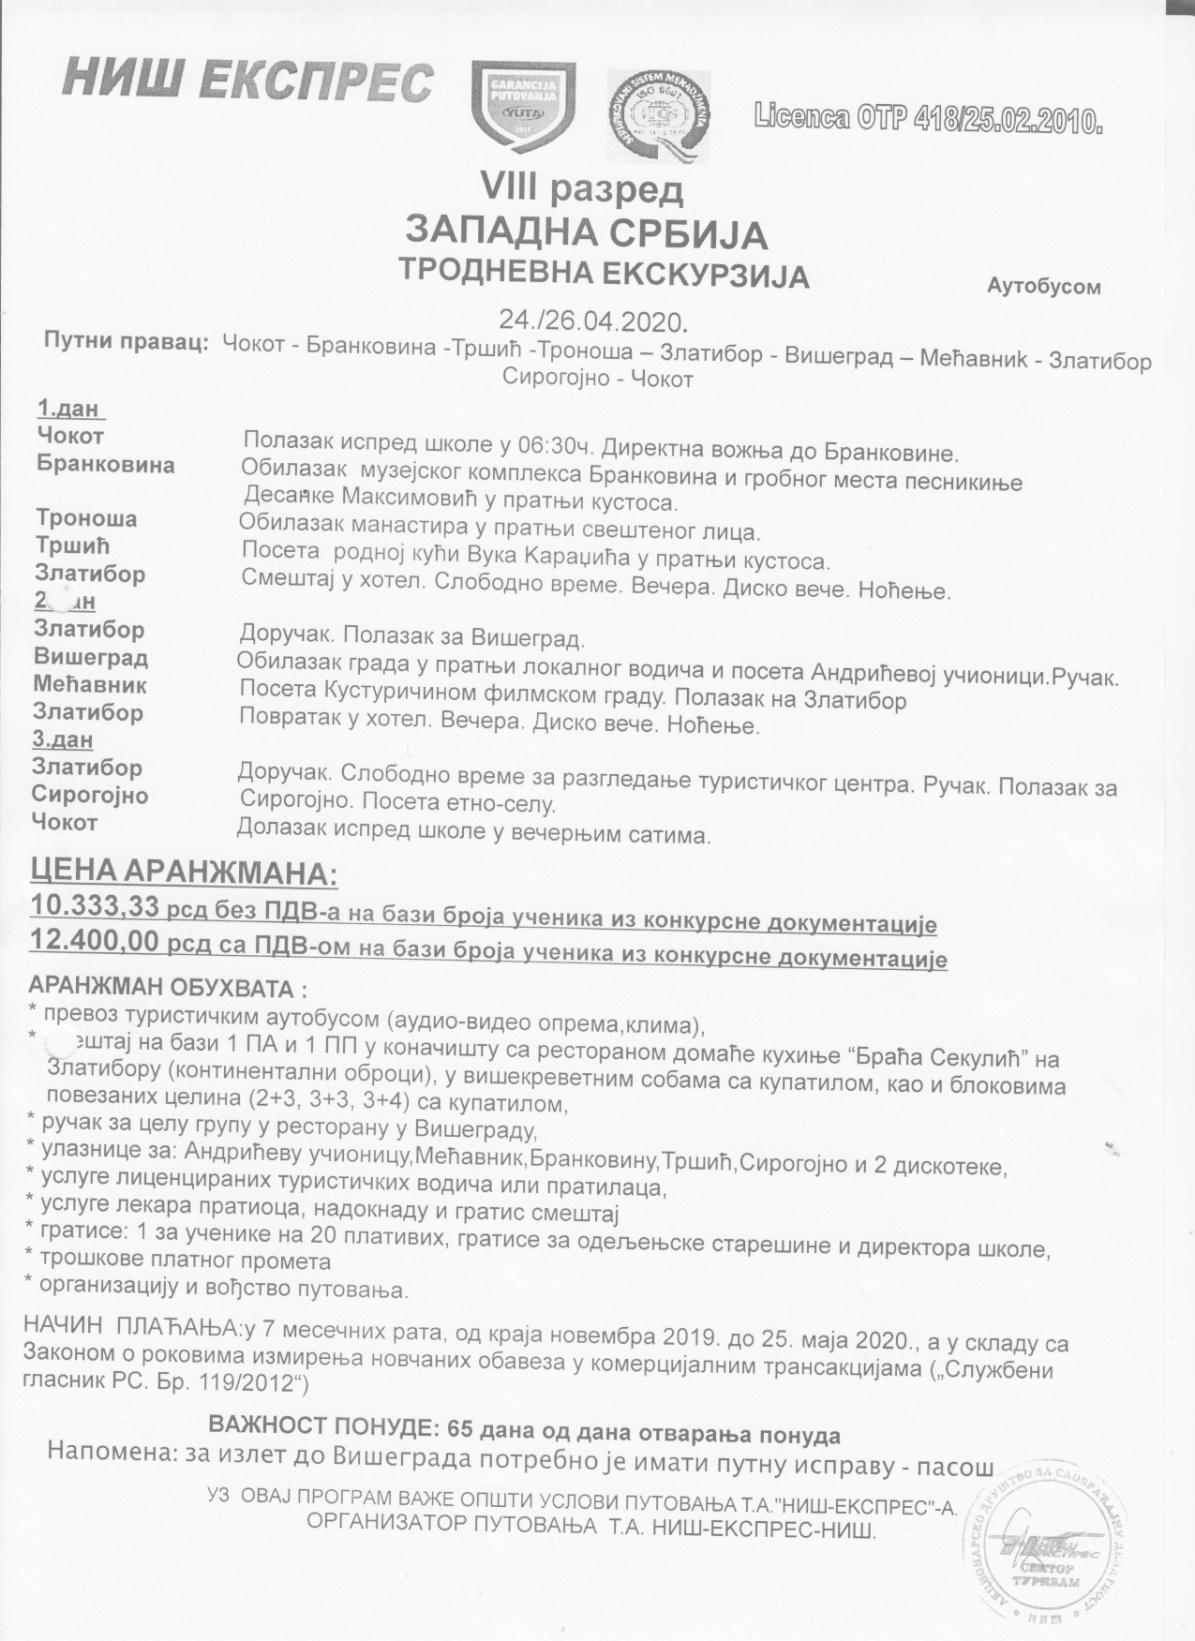 НИШ ЕКСПРЕС
GARANCIJA
PUTOVANJA
YUTA
ISO 9001
Licenca OTP 418/25.02.2010.
VIII разред
ЗАПАДНА СРБИЈА
ТРОДНЕВНА ЕКСКУРЗИЈА
Аутобусом
24./26.04.2020.
Путни правац: Чокот - Бранковина -Тршић -Троноша – Златибор - Вишеград – Мећавник - Златибор
Сирогојно - Чокот
1.дан
Чокот Полазак испред школе у 06:30ч. Директна вожња до Бранковине.
Бранковина Обилазак музејског комплекса Бранковина и гробног места песникиње
Десанке Максимовић у пратњи кустоса.
Троноша Обилазак манастира у пратњи свештеног лица.
Тршић Посета родној кући Вука Караџића у пратњи кустоса.
Златибор Смештај у хотел. Слободно време. Вечера. Диско вече. Ноћење.
2. ан
Златибор Доручак. Полазак за Вишеград.
Вишеград Обилазак града у пратњи локалног водича и посета Андрићевој учионици.Ручак.
Мећавник Посета Кустуричином филмском граду. Полазак на Златибор
Златибор Повратак у хотел. Вечера. Диско вече. Ноћење.
3.дан
Златибор Доручак. Слободно време за разгледање туристичког центра. Ручак. Полазак за
Сирогојно Сирогојно. Посета етно-селу.
Чокот Долазак испред школе у вечерњим сатима.
ЦЕНА АРАНЖМАНА:
10.333,33 рсд без ПДВ-а на бази броја ученика из конкурсне документације
12.400,00 рсд са ПДВ-ом на бази броја ученика из конкурсне документације
АРАНЖМАН ОБУХВАТА :
* превоз туристичким аутобусом (аудио-видео опрема,клима),
* ештај на бази 1 ПА и 1 ПП у коначишту са рестораном домаће кухиње “Браћа Секулић” на
Златибору (континентални оброци), у вишекреветним собама са купатилом, као и блоковима
повезаних целина (2+3, 3+3, 3+4) са купатилом,
* ручак за целу групу у ресторану у Вишеграду,
* улазнице за: Андрићеву учионицу,Мећавник,Бранковину,Тршић,Сирогојно и 2 дискотеке,
* услуге лиценцираних туристичких водича или пратилаца,
* услуге лекара пратиоца, надокнаду и гратис смештај
* гратисе: 1 за ученике на 20 плативих, гратисе за одељењске старешине и директора школе,
* трошкове платног промета
* организацију и вођство путовања.
НАЧИН ПЛАЋАЊА:у 7 месечних рата, од краја новембра 2019. до 25. маја 2020., а у складу са
Законом о роковима измирења новчаних обавеза у комерцијалним трансакцијама („Службени
гласник РС. Бр. 119/2012“)
ВАЖНОСТ ПОНУДЕ: 65 дана од дана отварања понуда
Напомена: за излет до Вишеграда потребно је имати путну исправу - пасош
УЗ ОВАЈ ПРОГРАМ ВАЖЕ ОПШТИ УСЛОВИ ПУТОВАЊА Т.А."НИШ-ЕКСПРЕС"-А.
ОРГАНИЗАТОР ПУТОВАЊА Т.А. НИШ-ЕКСПРЕС-НИШ.
АКЦИОНАРСКО ДРУШТВО ЗА САОБРАЋАЈНУ ДЕЛАТНОСТ
НИШ
СЕКТОР
ТУРИЗАМ